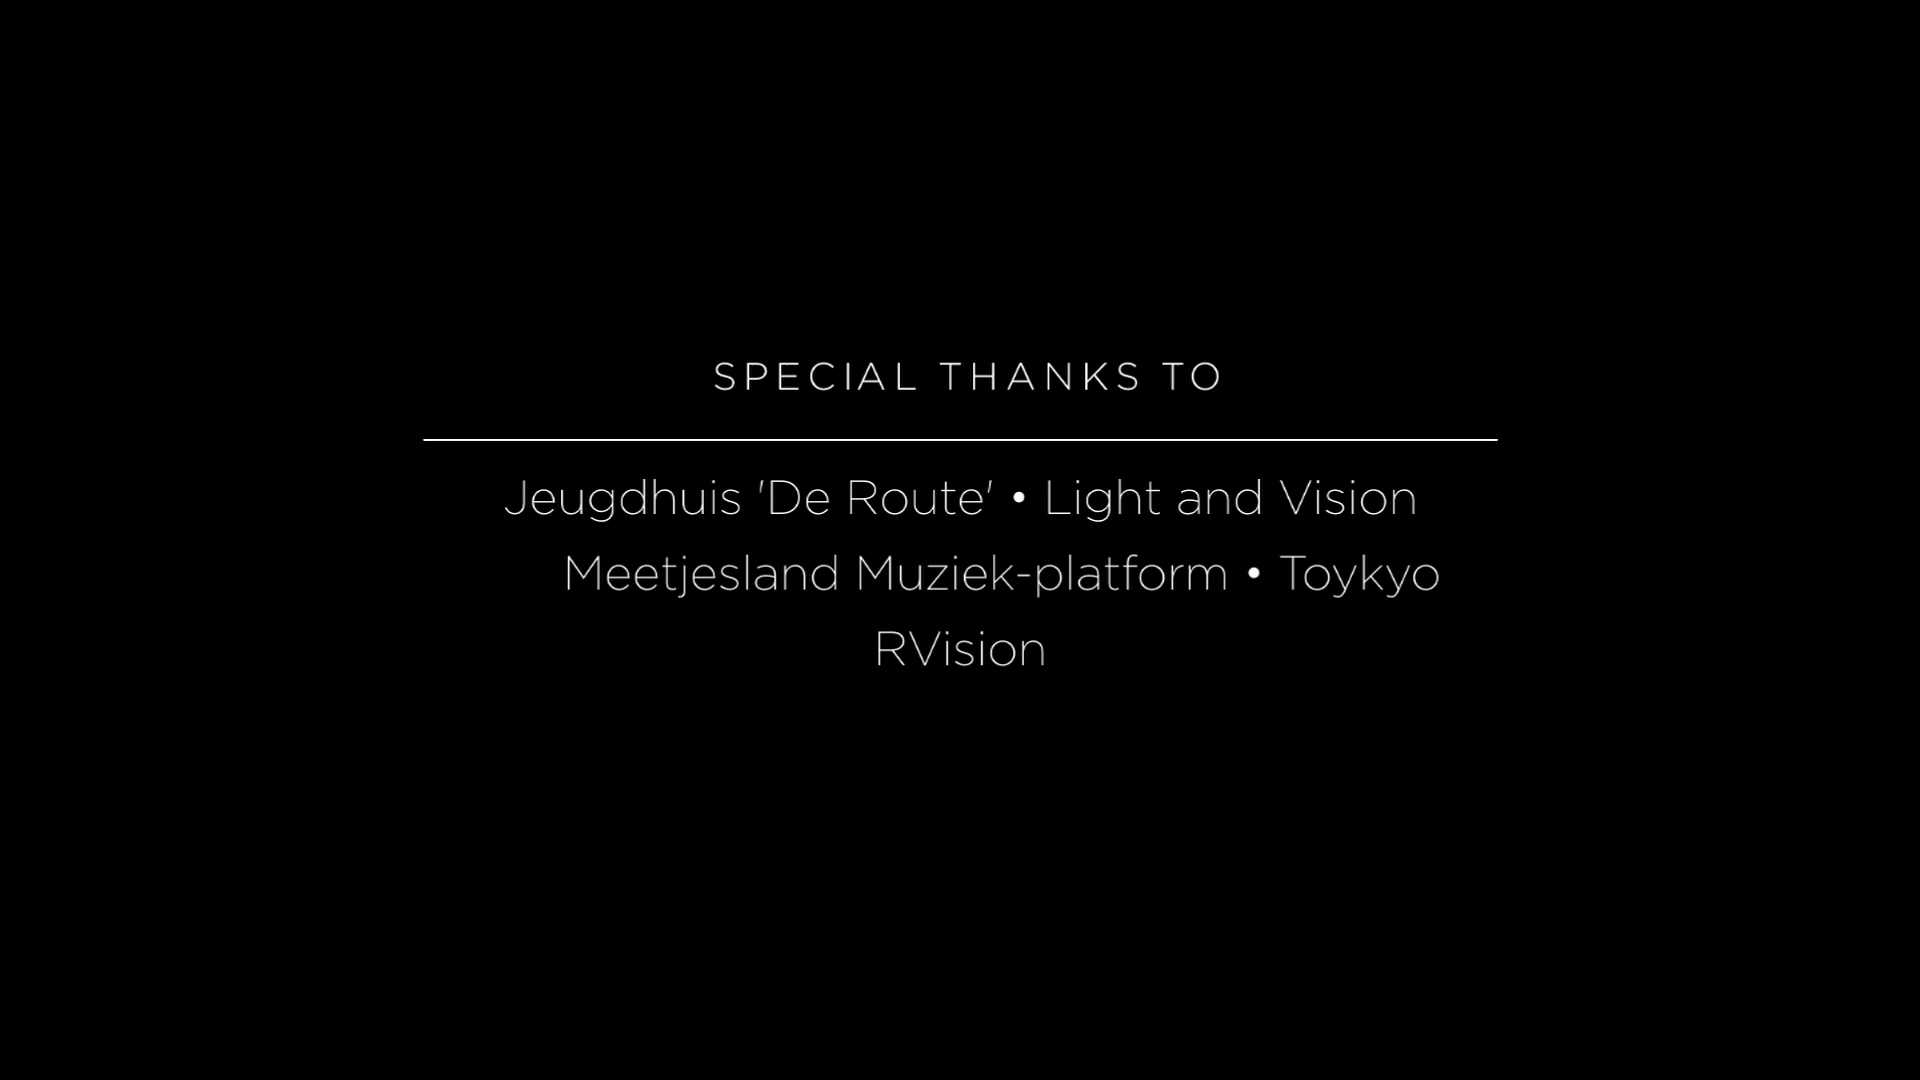 SPECIAL THANKS TO
Jeugdhuis 'De Route' • Light and Vision
Meetjesland Muziek-platform • Toykyo
RVision